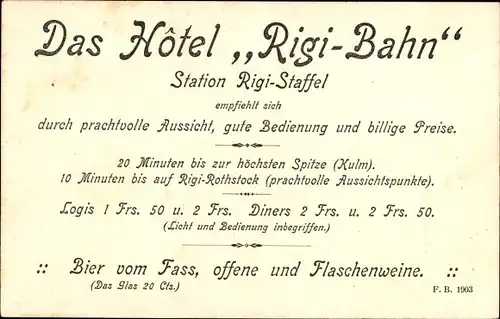 Das Hôtel „Rigi-Bahn“
Station Rigi-Staffel
empfiehlt sich
durch prachtvolle Aussicht, gute Bedienung und billige Preise.
20 Minuten bis zur höchsten Spitze (Kulm).
10 Minuten bis auf Rigi-Rothstock (prachtvolle Aussichtspunkte).
Logis 1 Frs. 50 u. 2 Frs. Diners 2 Frs. u. 2 Frs. 50.
(Licht und Bedienung inbegriffen.)
:: Bier vom Fass, offene und Flaschenweine. ::
(Das Glas 20 Cts.)
F. B. 1903